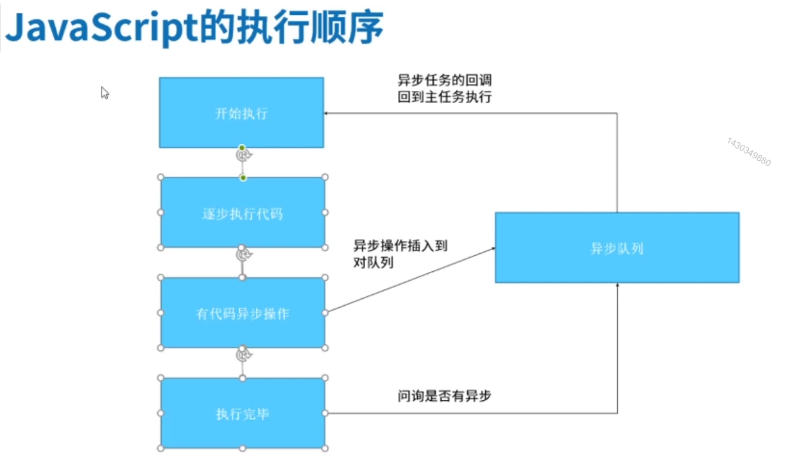 JavaScript的执行顺序
异步任务的回调
回到主任务执行
开始执行
1430349880
逐步执行代码
异步操作插入到
对队列
异步队列
有代码异步操作
问询是否有异步
执行完毕